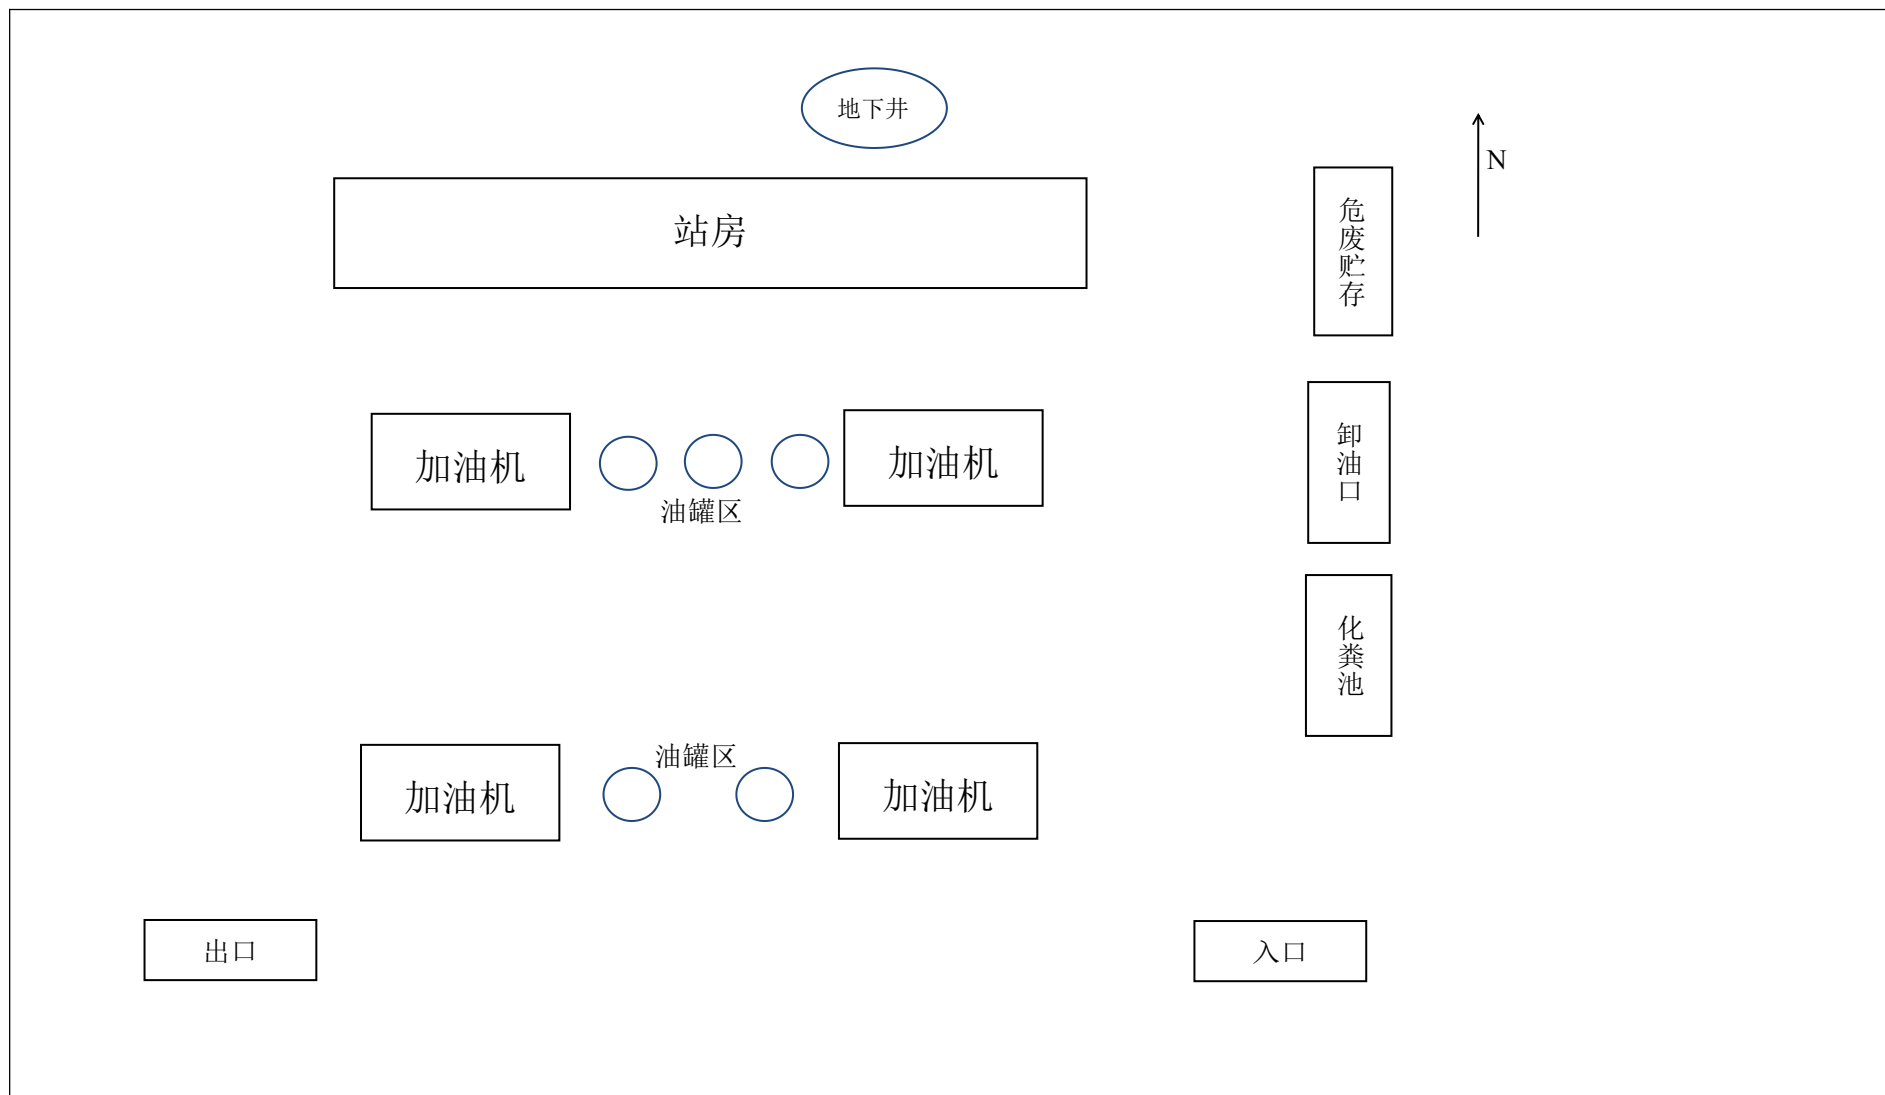 地下井
N
站房
危废贮存
加油机
加油机
油罐区
卸油口
化粪池
油罐区
加油机
加油机
出口
入口